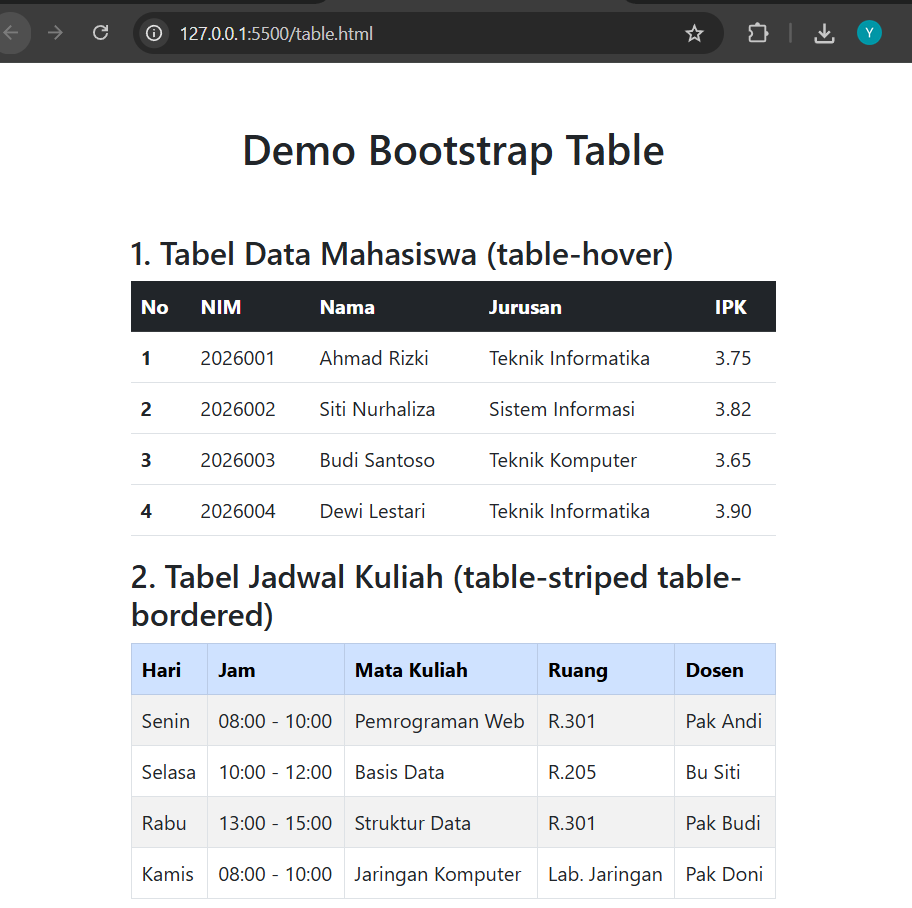 127.0.0.1:5500/table.html
Y
Demo Bootstrap Table
1. Tabel Data Mahasiswa (table-hover)
No NIM Nama Jurusan IPK
1 2026001 Ahmad Rizki Teknik Informatika 3.75
2 2026002 Siti Nurhaliza Sistem Informasi 3.82
3 2026003 Budi Santoso Teknik Komputer 3.65
4 2026004 Dewi Lestari Teknik Informatika 3.90
2. Tabel Jadwal Kuliah (table-striped table-
bordered)
Hari Jam Mata Kuliah Ruang Dosen
Senin 08:00 - 10:00 Pemrograman Web R.301 Pak Andi
Selasa 10:00 - 12:00 Basis Data R.205 Bu Siti
Rabu 13:00 - 15:00 Struktur Data R.301 Pak Budi
Kamis 08:00 - 10:00 Jaringan Komputer Lab. Jaringan Pak Doni